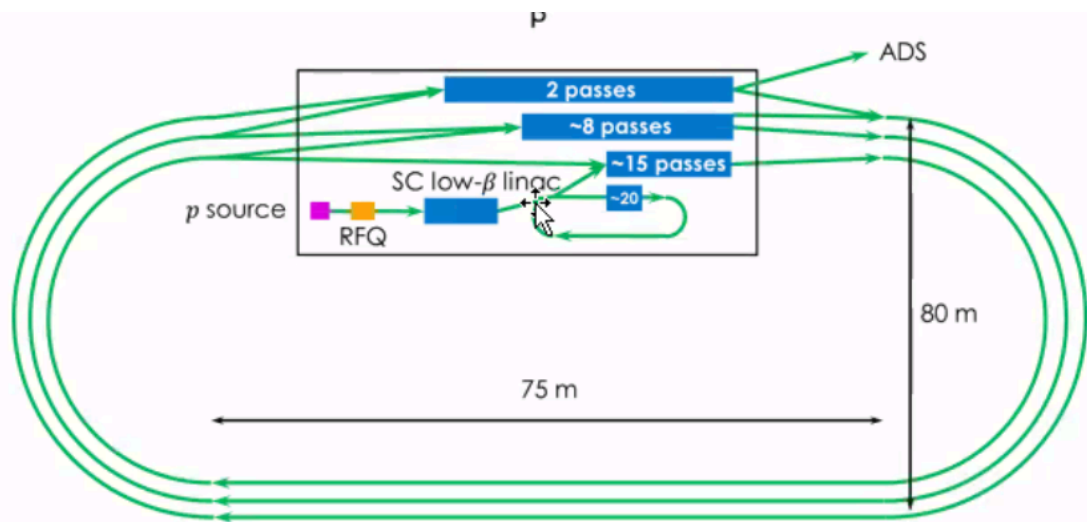 ADS
2 passes
~8 passes
~15 passes
SC low-β linac
~20
p source
RFQ
80 m
75 m